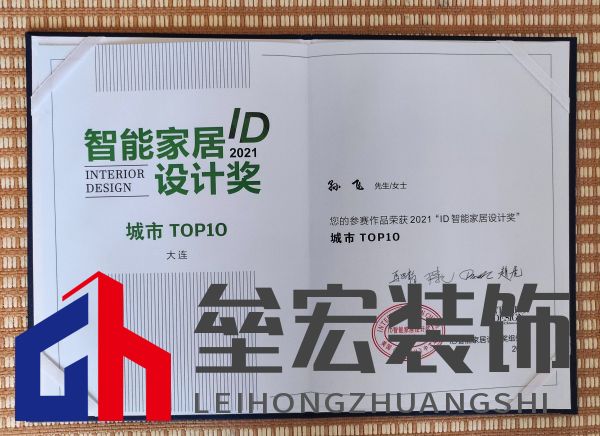 智能家居 ID
2021
INTERIOR
DESIGN
设计奖
城市 TOP10
大连
孙飞 先生/女士
您的参赛作品荣获2021“ID智能家居设计奖”
城市 TOP10
垒宏装饰
LEIHONGZHUANGSHI